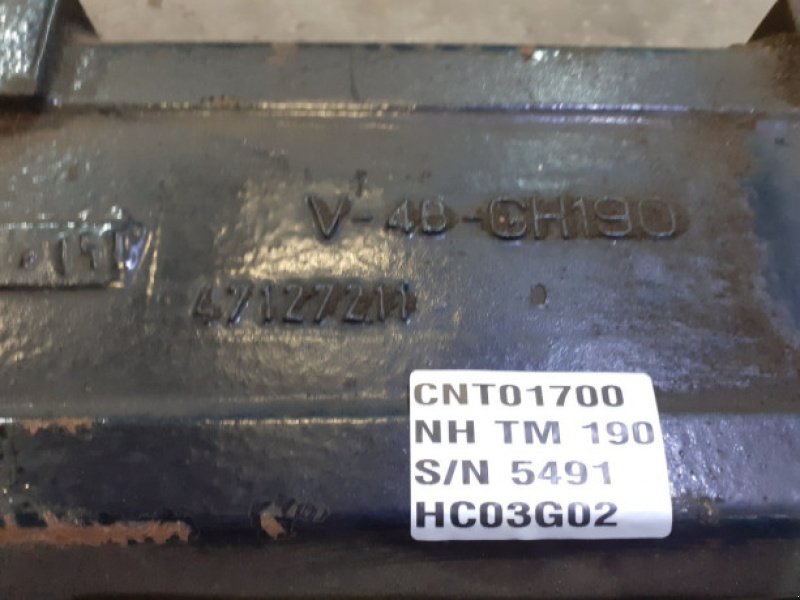 V-48-CH190
47127211
CNT01700
NH TM 190
S/N 5491
HC03G02